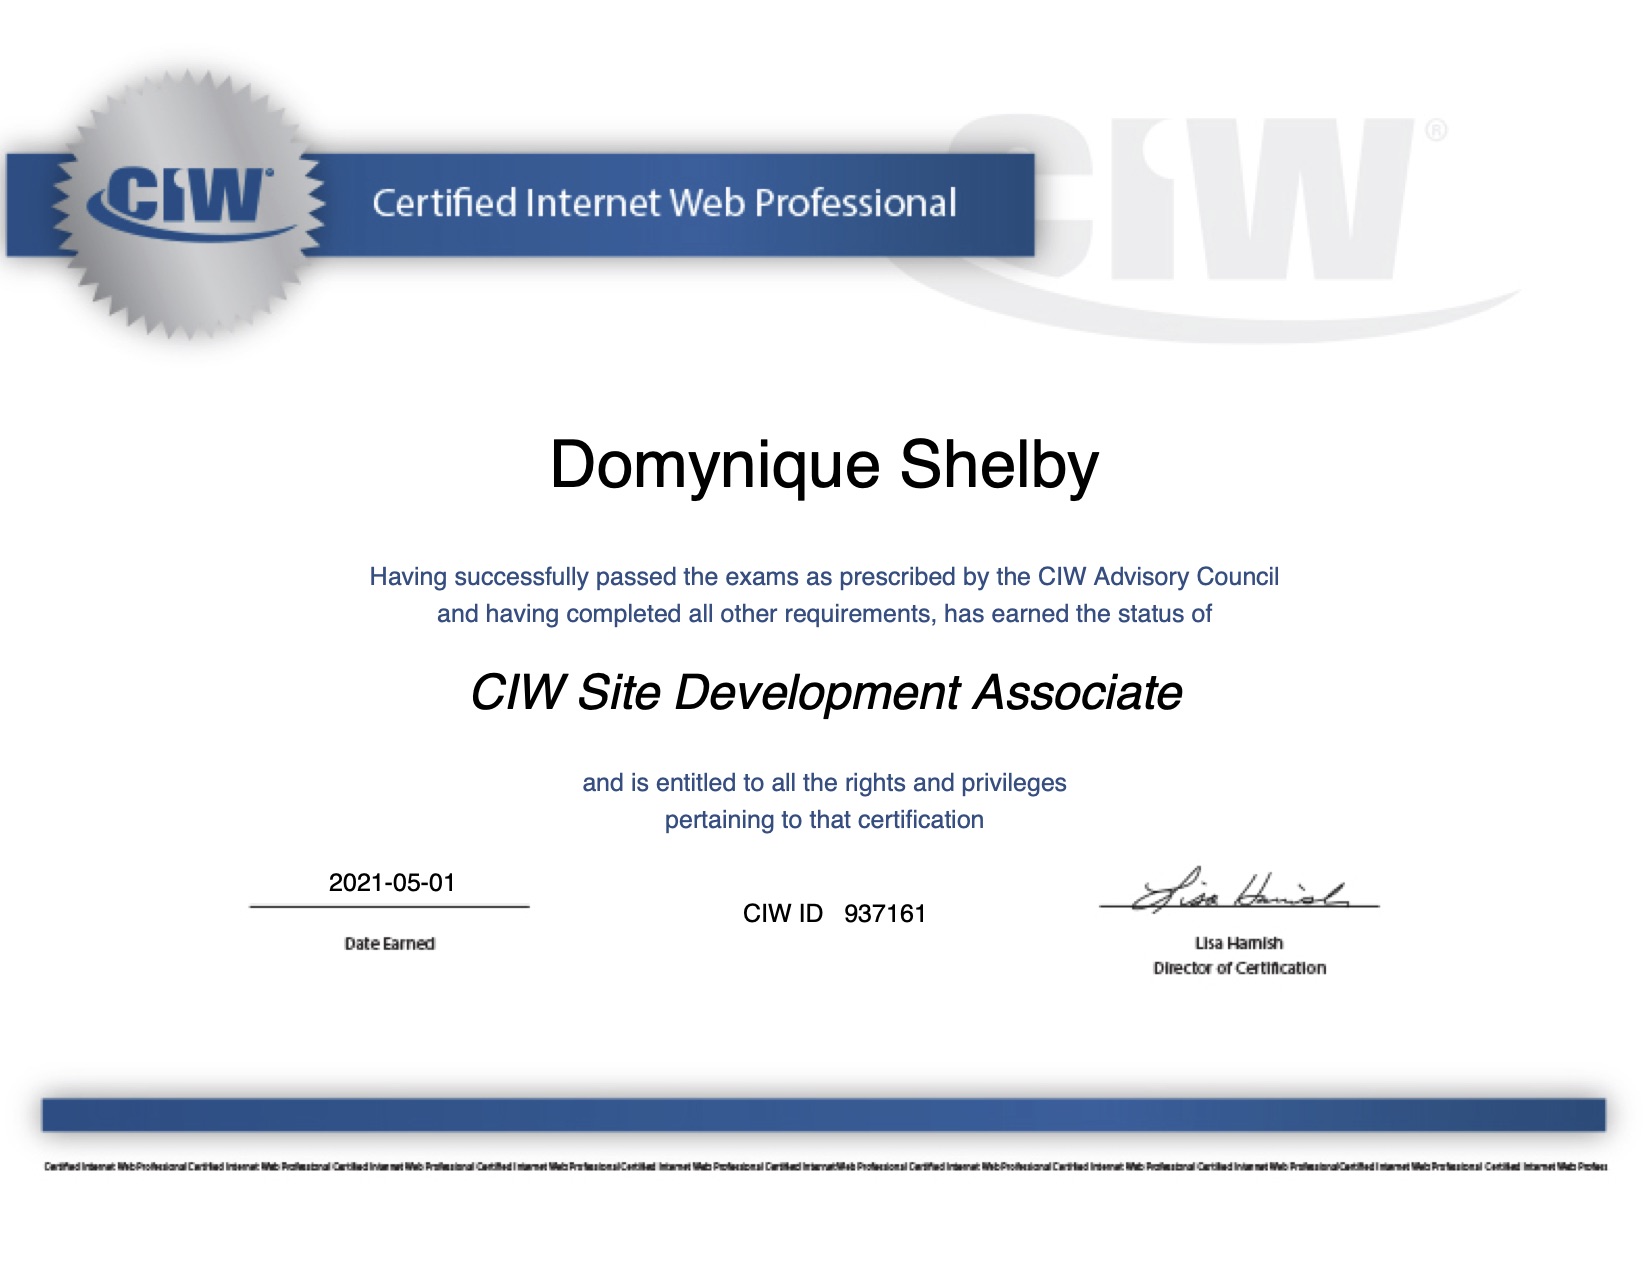 CIW®
CIW
Certified Internet Web Professional
Domynique Shelby
Having successfully passed the exams as prescribed by the CIW Advisory Council
and having completed all other requirements, has earned the status of
CIW Site Development Associate
and is entitled to all the rights and privileges
pertaining to that certification
2021-05-01
Date Earned
CIW ID 937161
Lisa Hamish
Lisa Hamish
Director of Certification
Certified Internet Web Professional Certified Internet Web Professional Certified Internet Web Professional Certified Internet Web Professional Certified Internet Web Professional Certified Internet Web Professional Certified Internet Web Professional Certified Internet Web Professional Certified Internet Web Professional Certified Internet Web Professional Certified Internet Web Profess